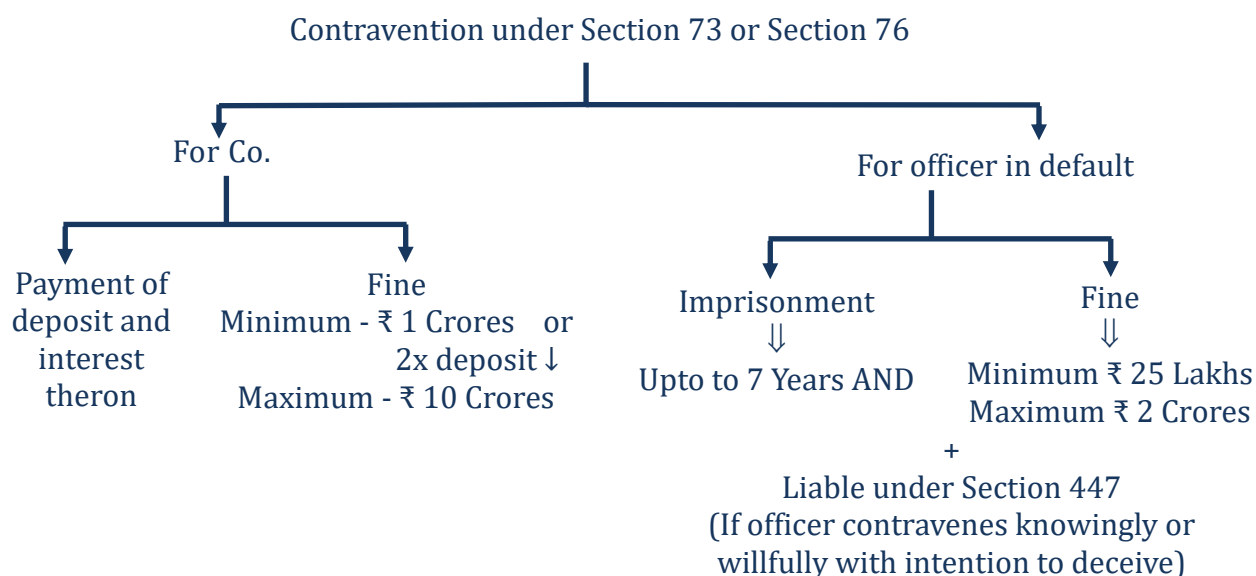 Contravention under Section 73 or Section 76
For Co.
For officer in default
Payment of
deposit and
interest
theron
Fine
Minimum - ₹ 1 Crores or
2x deposit ↓
Maximum - ₹ 10 Crores
Imprisonment
⇓
Upto to 7 Years AND
Fine
⇓
Minimum ₹ 25 Lakhs
Maximum ₹ 2 Crores
+
Liable under Section 447
(If officer contravenes knowingly or
willfully with intention to deceive)